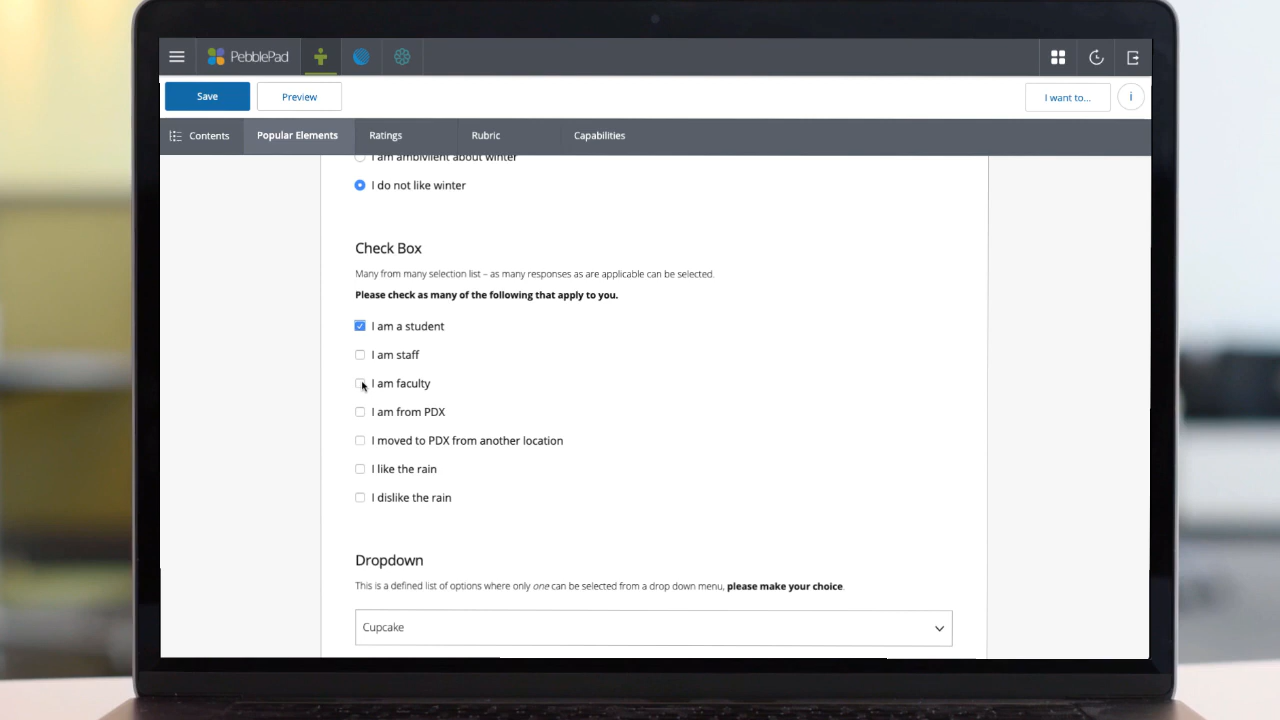 PebblePad
Save
Preview
I want to...
i
Contents
Popular Elements
Ratings
Rubric
Capabilities
I am ambivilent about winter
I do not like winter
Check Box
Many from many selection list – as many responses as are applicable can be selected.
Please check as many of the following that apply to you.
I am a student
I am staff
I am faculty
I am from PDX
I moved to PDX from another location
I like the rain
I dislike the rain
Dropdown
This is a defined list of options where only one can be selected from a drop down menu, please make your choice.
Cupcake